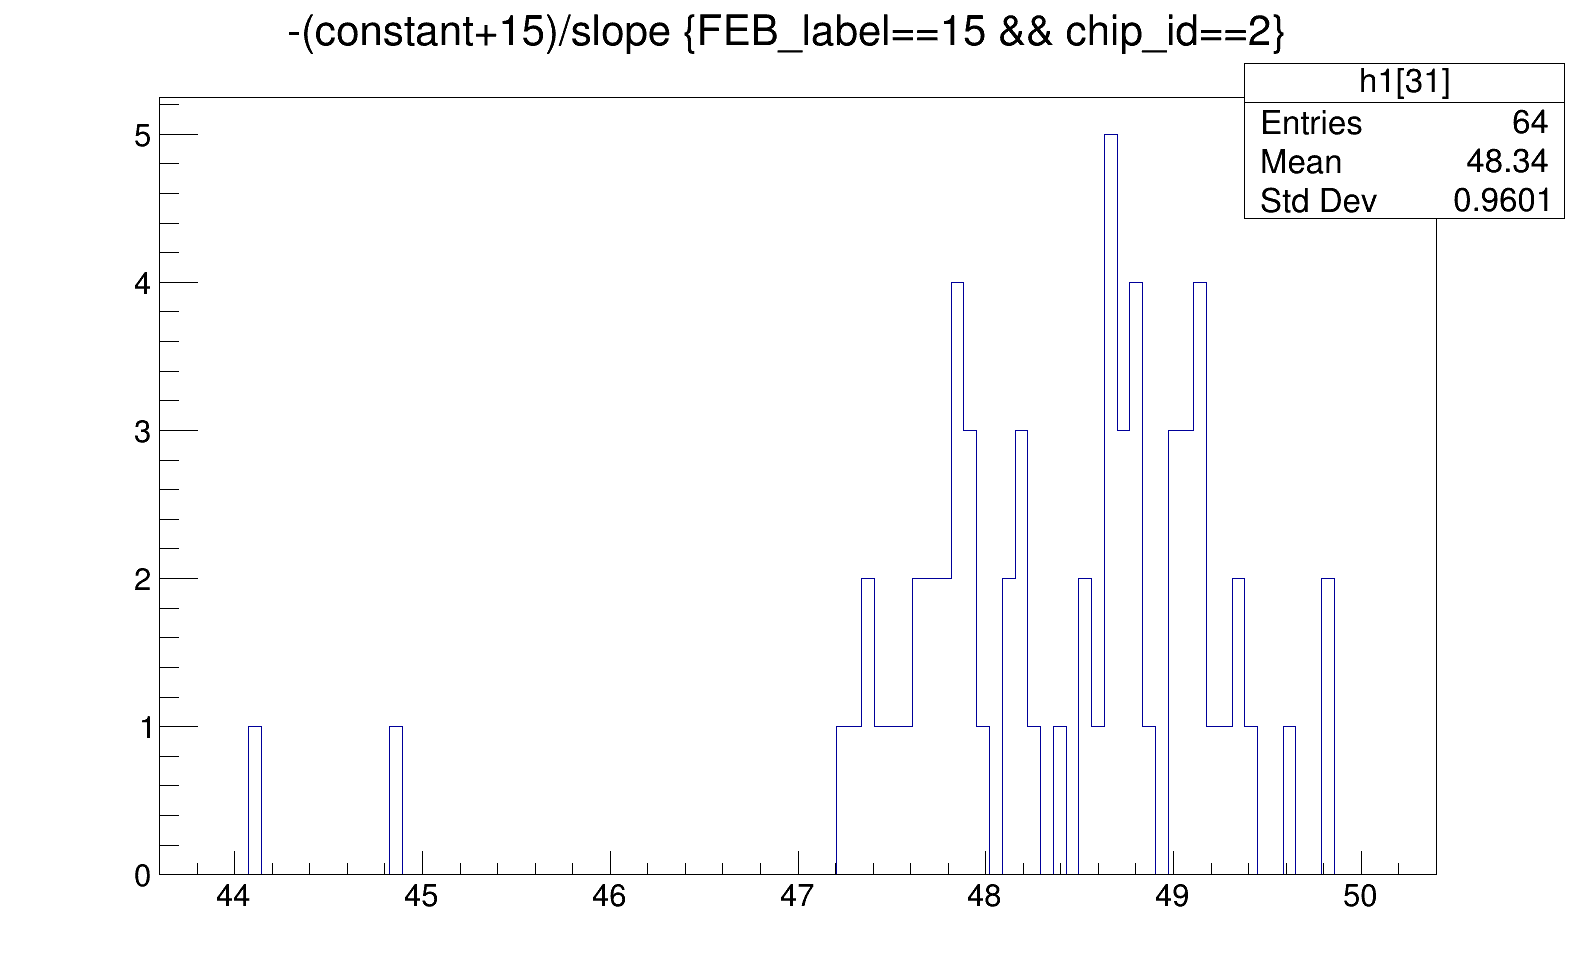 -(constant+15)/slope {FEB_label==15 && chip_id==2}
h1[31]
Entries 64
Mean 48.34
Std Dev 0.9601
5
4
3
2
1
0
44 45 46 47 48 49 50